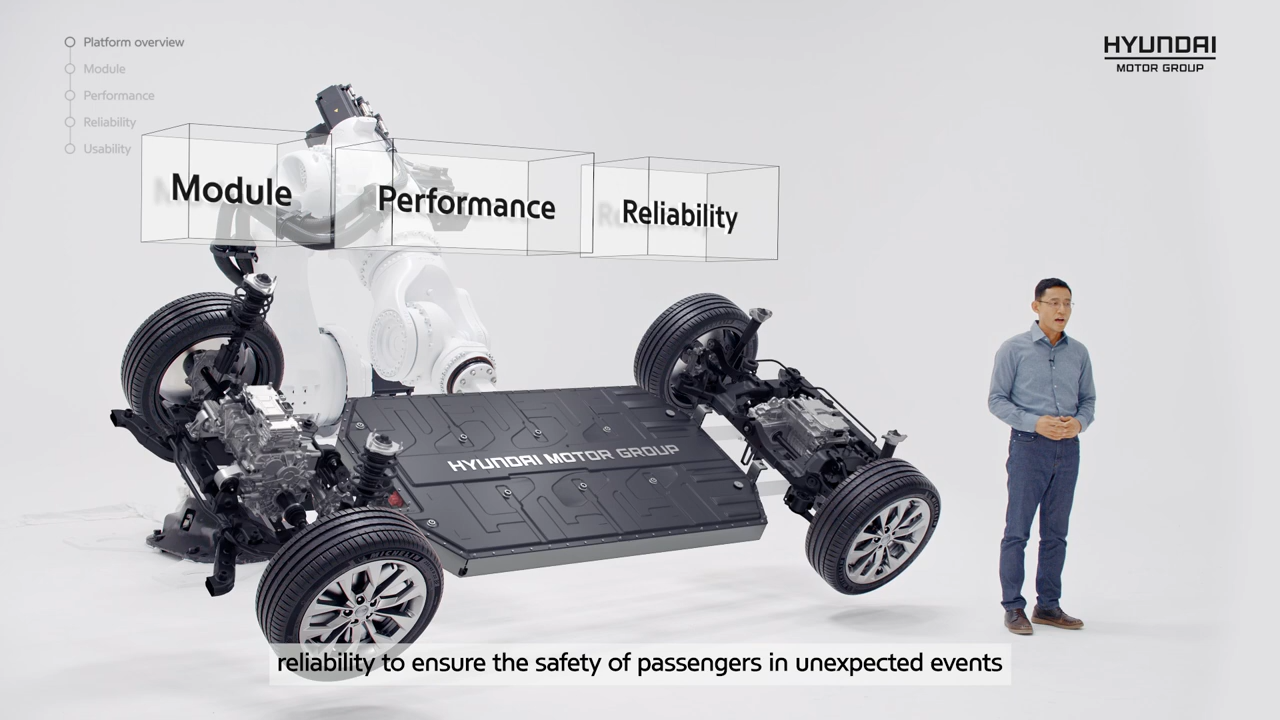 Platform overview
Module
Performance
Reliability
Usability
HYUNDAI
MOTOR GROUP
Module
Performance
Reliability
HYUNDAI MOTOR GROUP
MICHELIN
reliability to ensure the safety of passengers in unexpected events